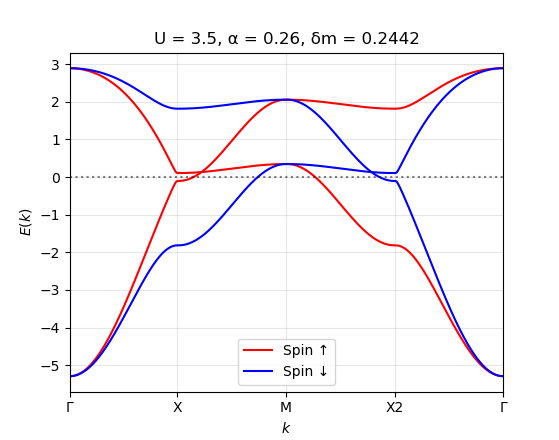 U = 3.5, α = 0.26, δm = 0.2442
3
2
1
0
−1
−2
−3
−4
−5
E(k)
Spin ↑
Spin ↓
Γ X M X2 Γ
k